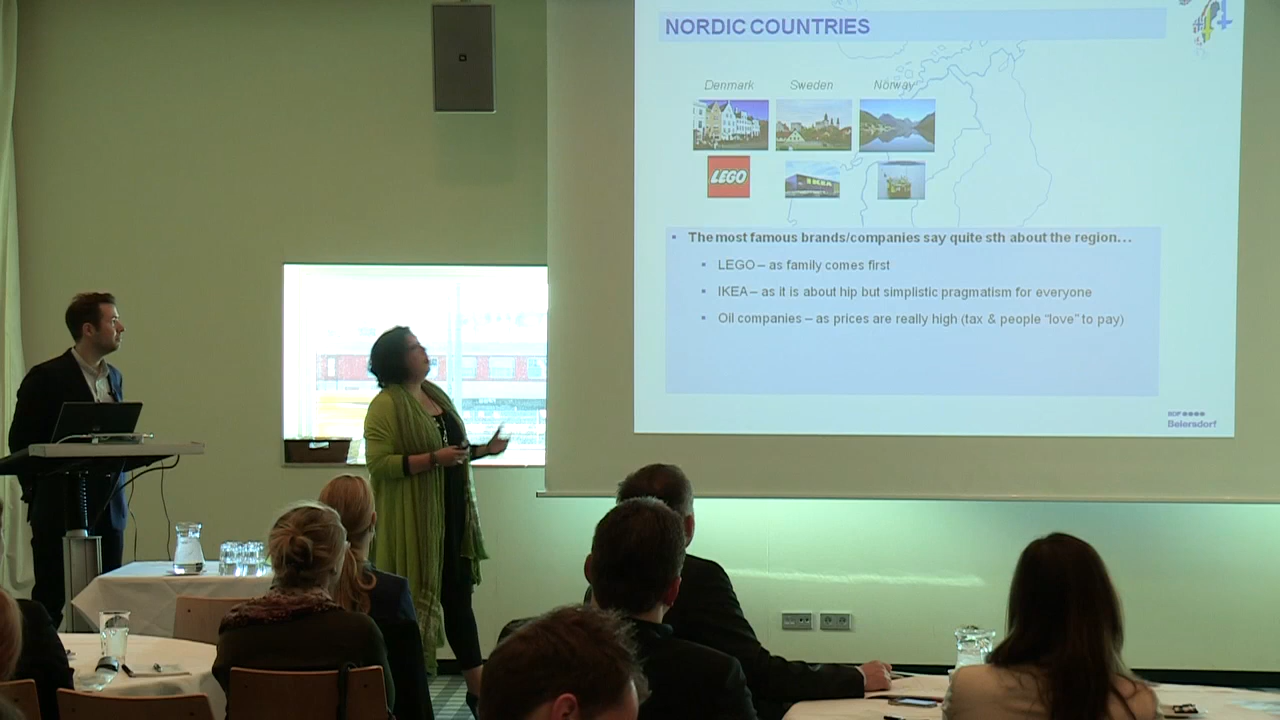 NORDIC COUNTRIES
Denmark Sweden Norway
LEGO
IKEA
The most famous brands/companies say quite sth about the region…
LEGO – as family comes first
IKEA – as it is about hip but simplistic pragmatism for everyone
Oil companies – as prices are really high (tax & people "love" to pay)
BDF
Beiersdorf